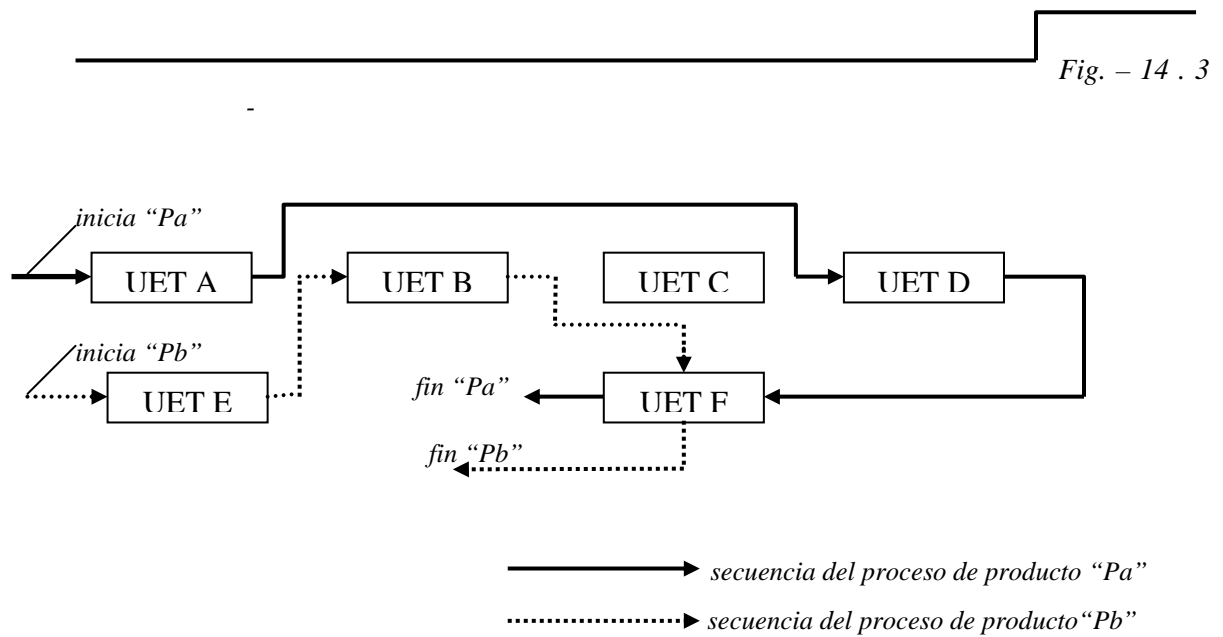 Fig. – 14 . 3
-
inicia “Pa”
UET A
UET B
UET C
UET D
inicia “Pb”
UET E
fin “Pa”
UET F
fin “Pb”
secuencia del proceso de producto “Pa”
secuencia del proceso de producto“Pb”